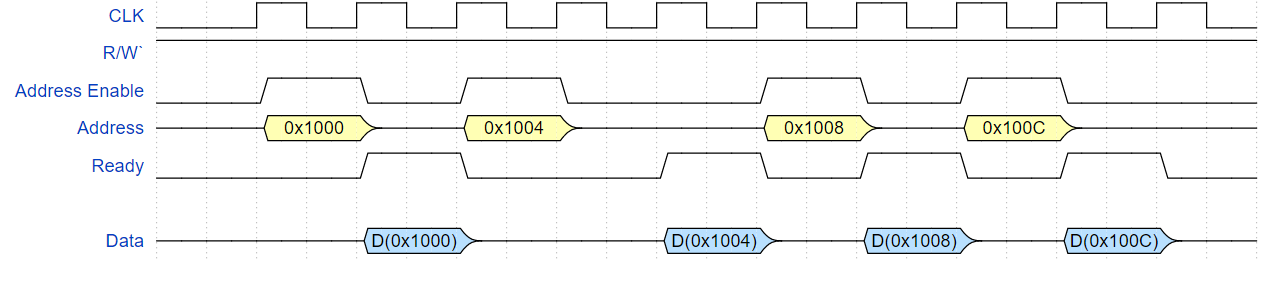 CLK
R/W`
Address Enable
Address 0x1000 0x1004 0x1008 0x100C
Ready
Data D(0x1000) D(0x1004) D(0x1008) D(0x100C)